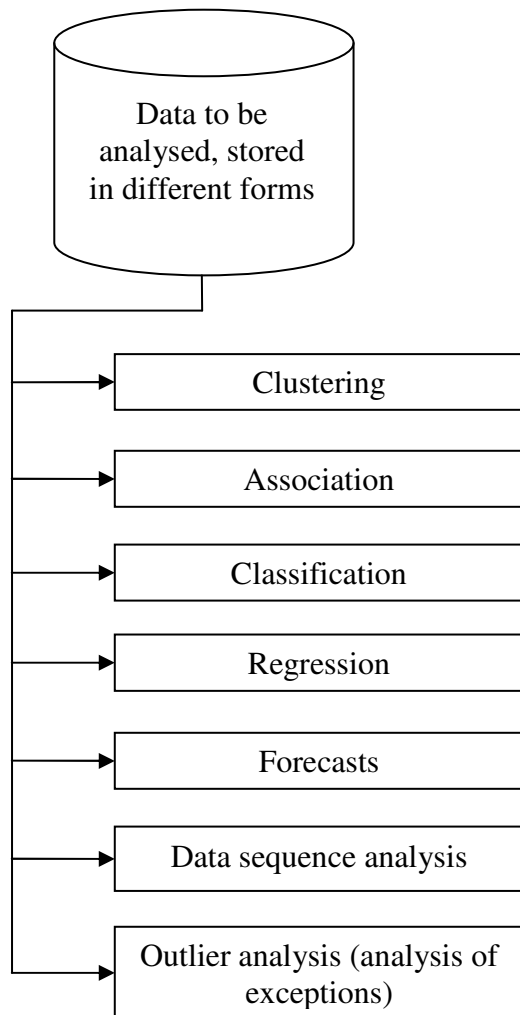 Data to be
analysed, stored
in different forms
Clustering
Association
Classification
Regression
Forecasts
Data sequence analysis
Outlier analysis (analysis of
exceptions)